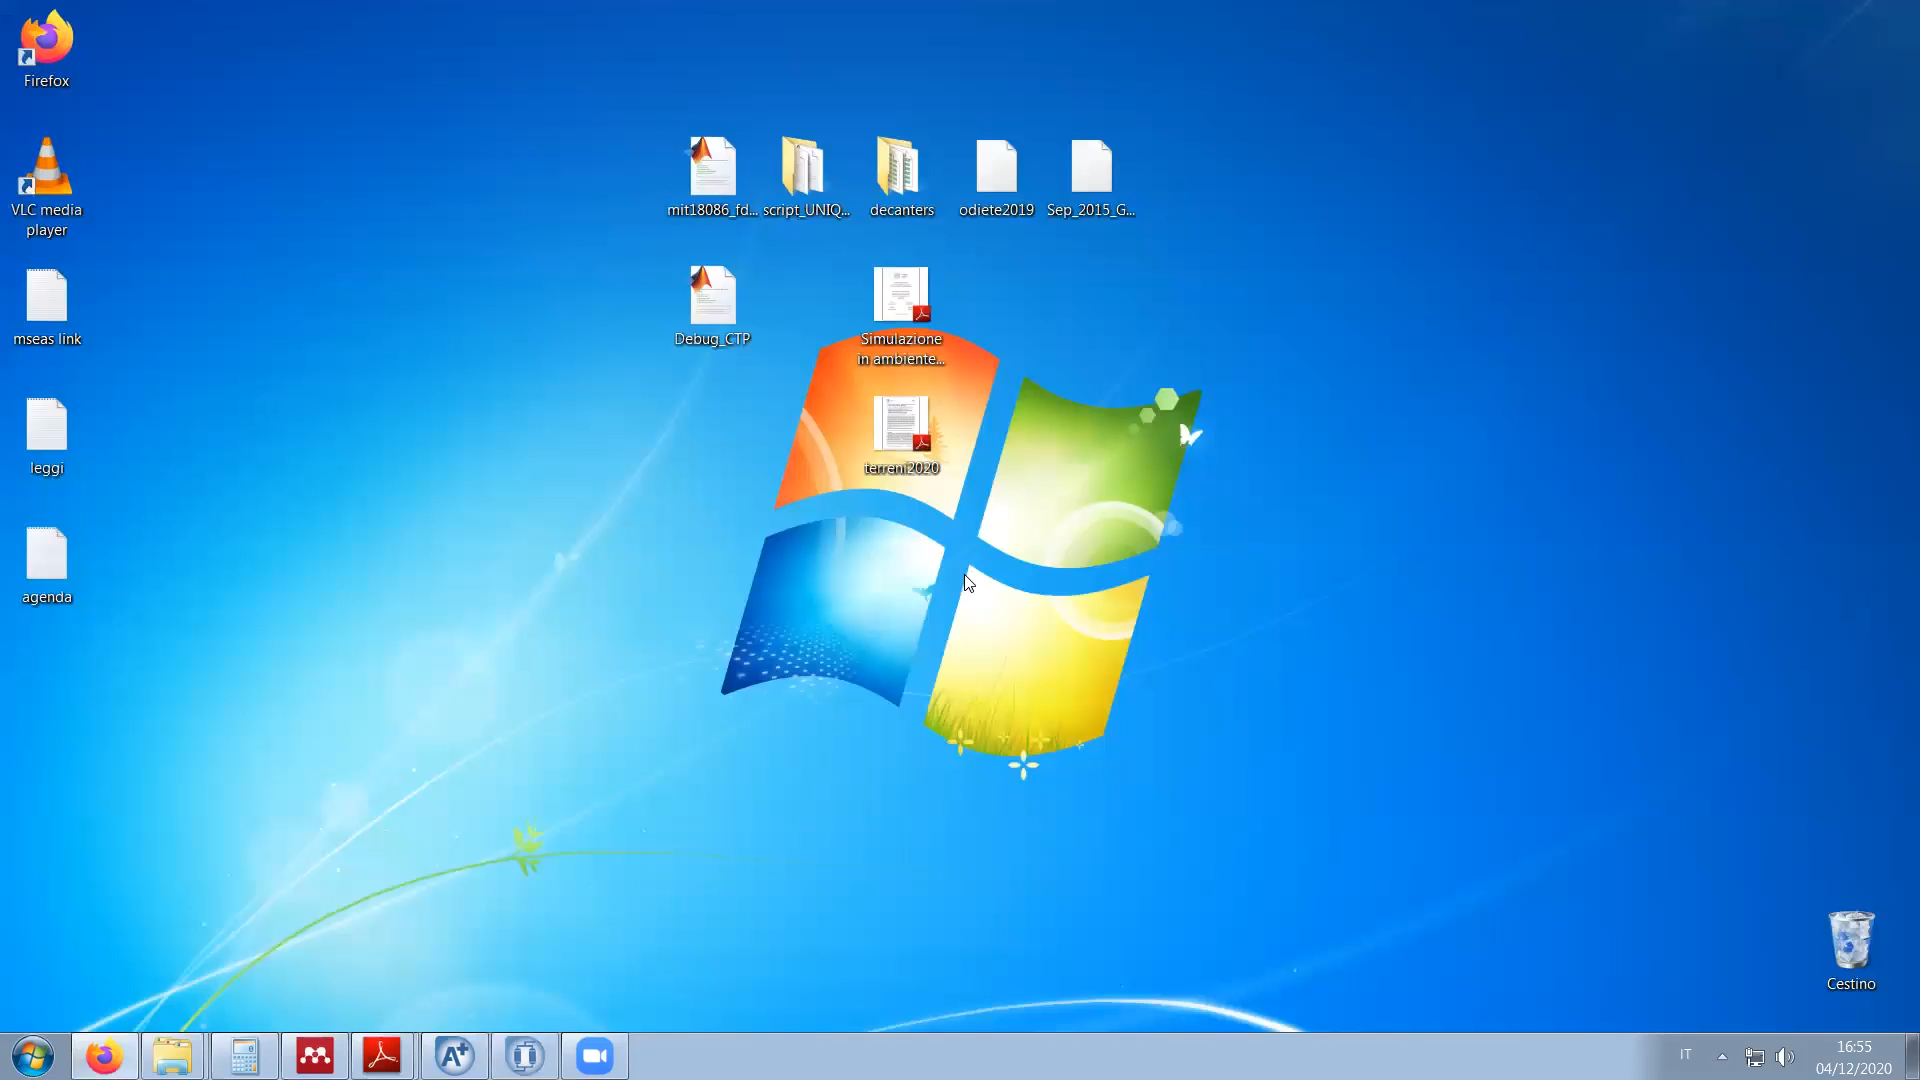 Firefox
VLC media
player
mseas link
leggi
agenda
mit18086_fd...
script_UNIQ...
decanters
odiete2019
Sep_2015_G...
Debug_CTP
Simulazione
in ambiente...
terreni2020
Cestino
IT
16:55
04/12/2020